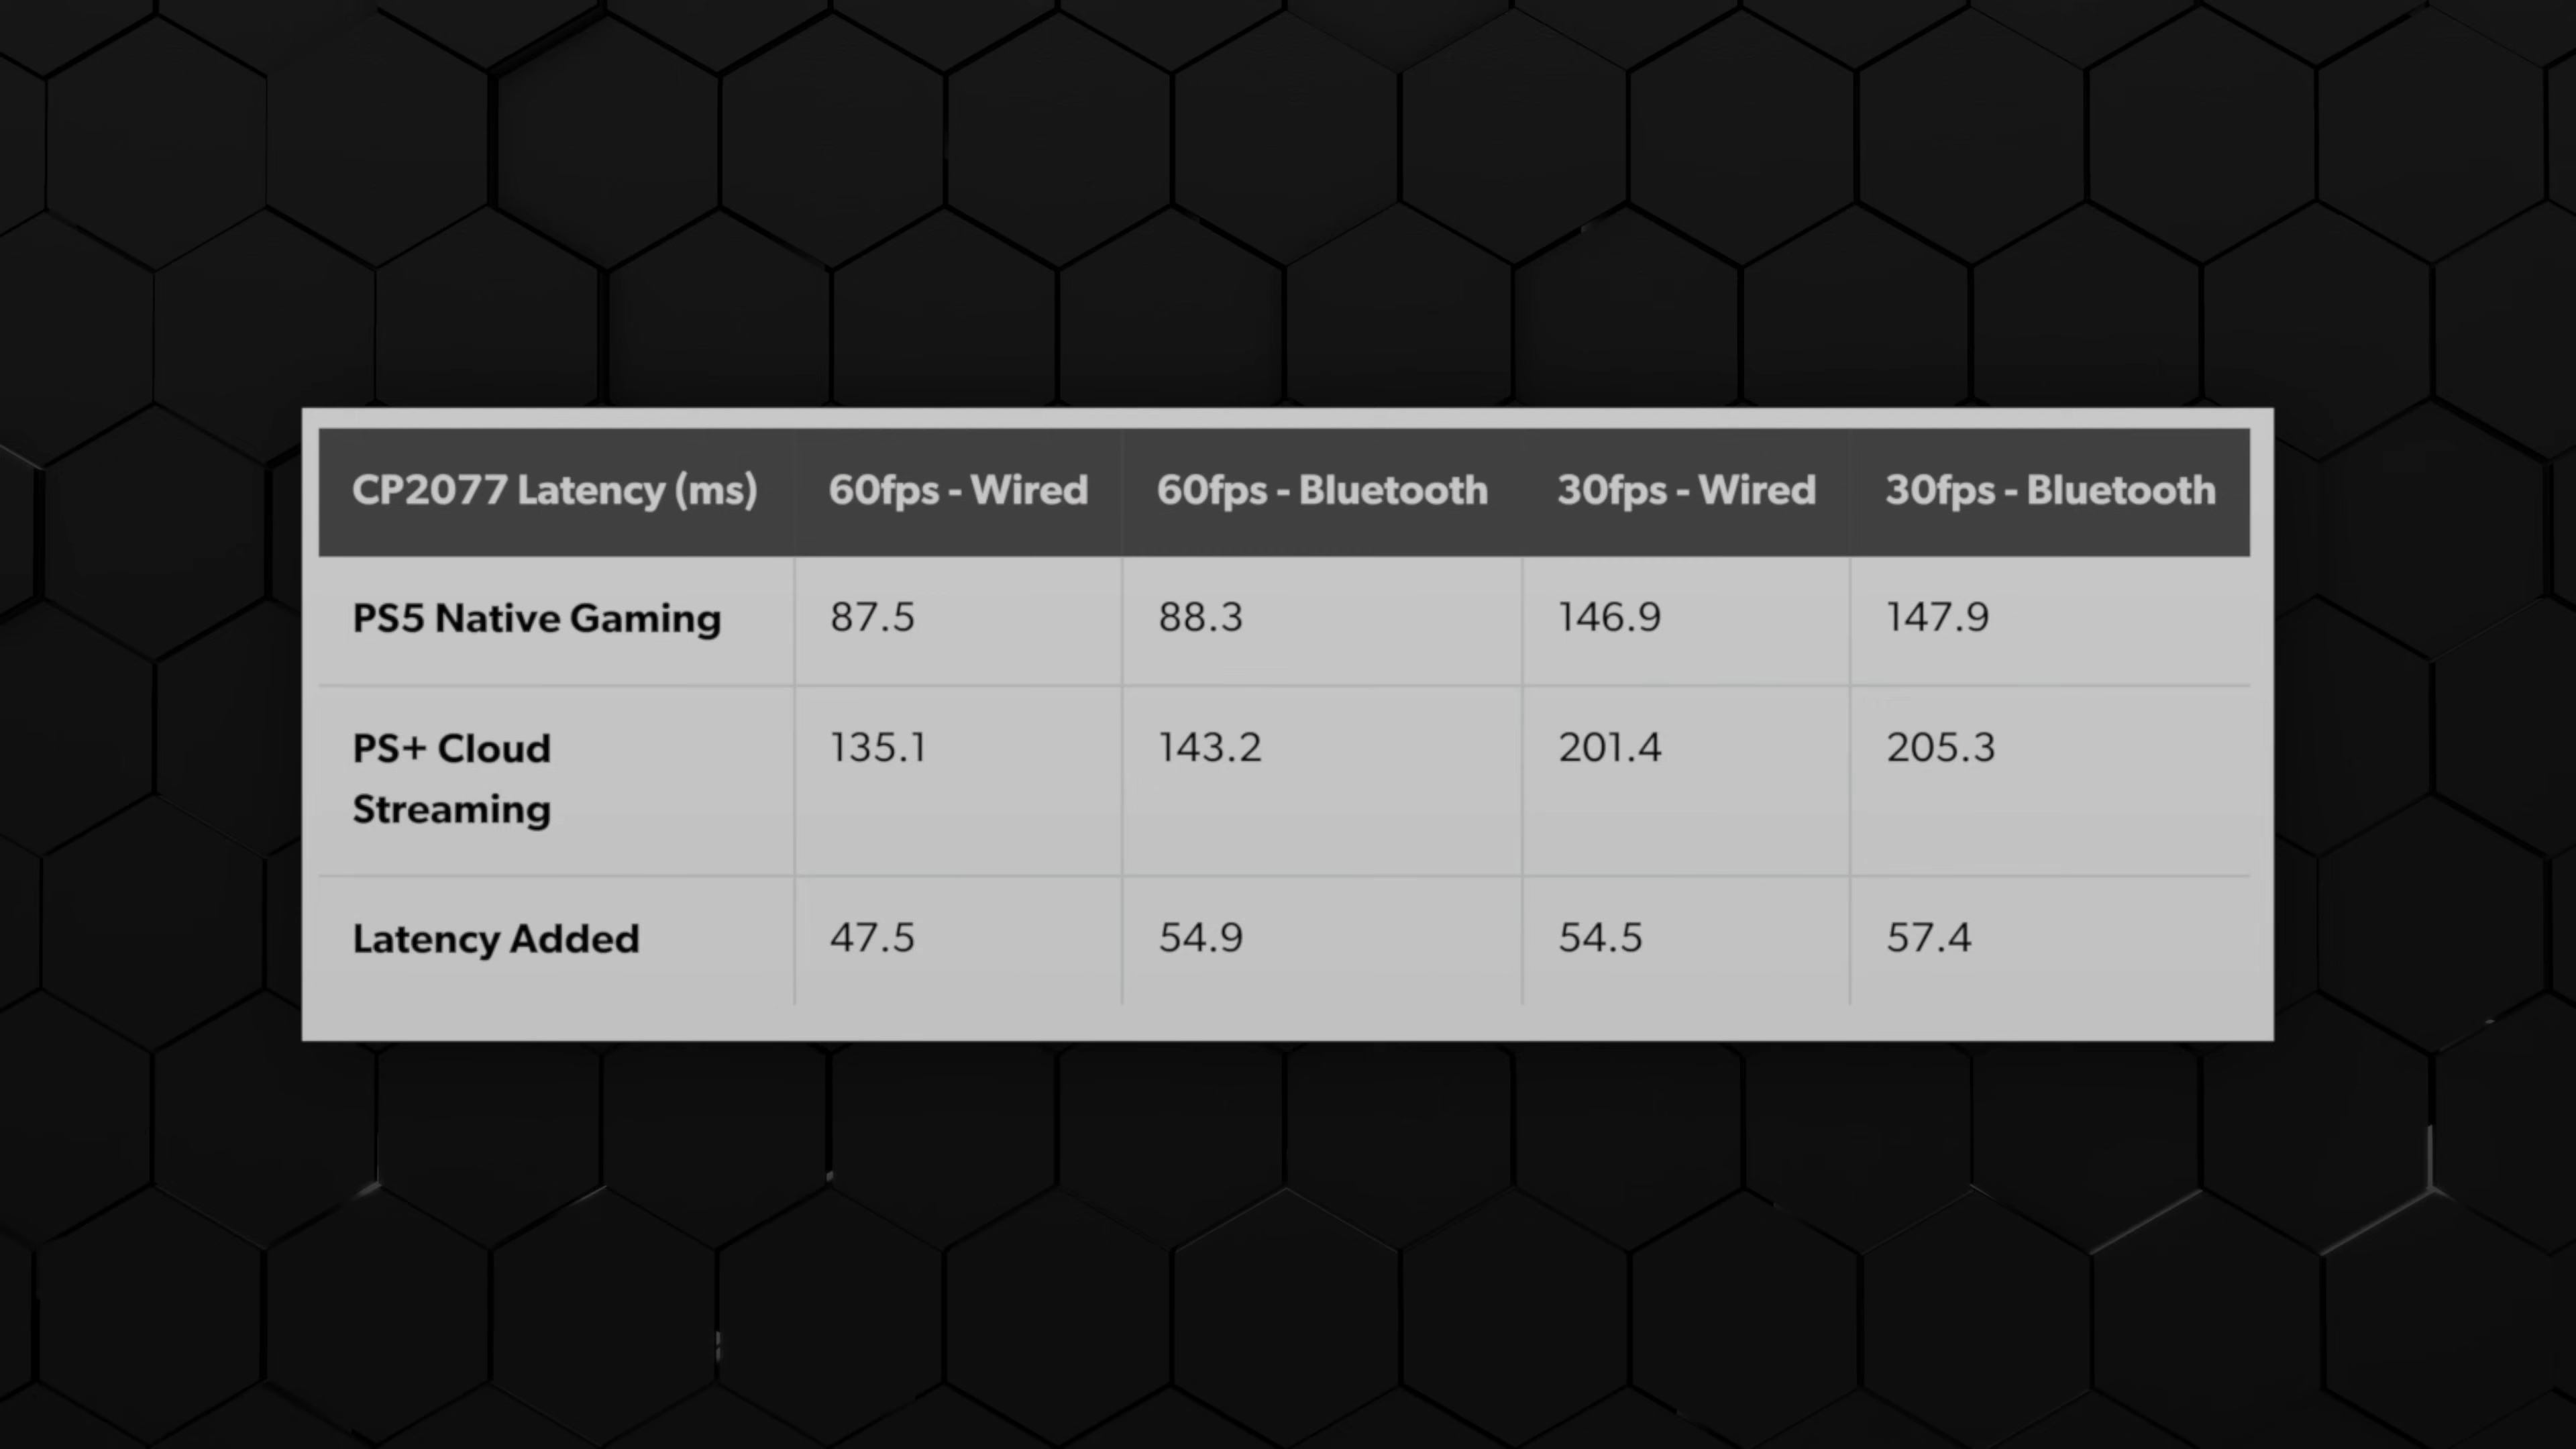 CP2077 Latency (ms) 60fps - Wired 60fps - Bluetooth 30fps - Wired 30fps - Bluetooth
PS5 Native Gaming 87.5 88.3 146.9 147.9
PS+ Cloud 135.1 143.2 201.4 205.3
Streaming
Latency Added 47.5 54.9 54.5 57.4